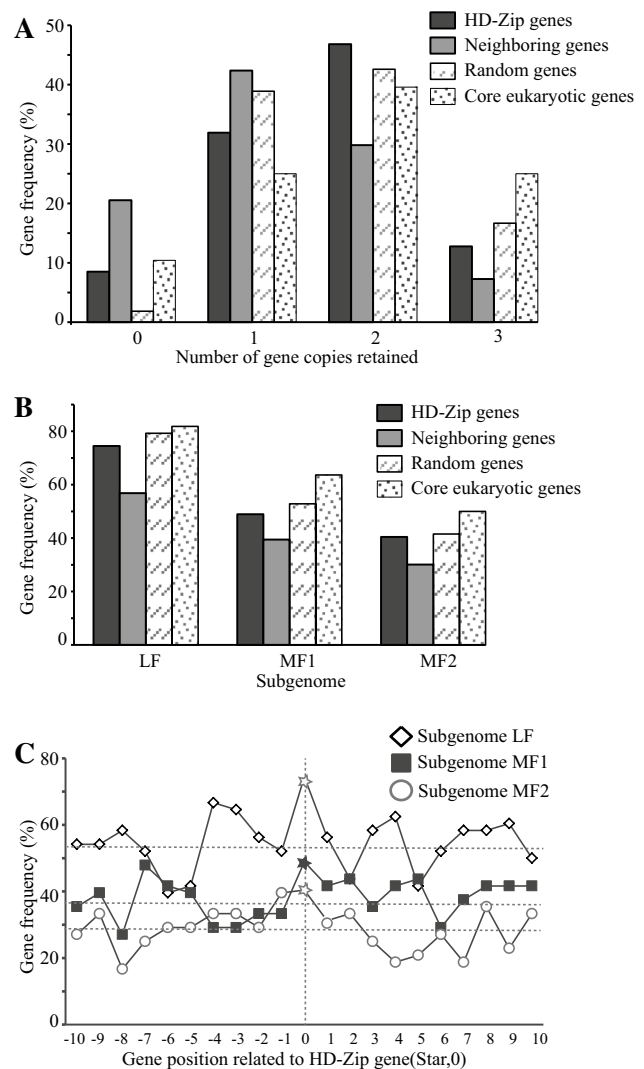 A
50
40
30
20
10
0
Gene frequency (%)
HD-Zip genes
Neighboring genes
Random genes
Core eukaryotic genes
0 1 2 3
Number of gene copies retained
B
80
60
40
20
0
Gene frequency (%)
HD-Zip genes
Neighboring genes
Random genes
Core eukaryotic genes
LF MF1 MF2
Subgenome
C
80
60
40
20
0
Gene frequency (%)
Subgenome LF
Subgenome MF1
Subgenome MF2
-10 -9 -8 -7 -6 -5 -4 -3 -2 -1 0 1 2 3 4 5 6 7 8 9 10
Gene position related to HD-Zip gene(Star,0)